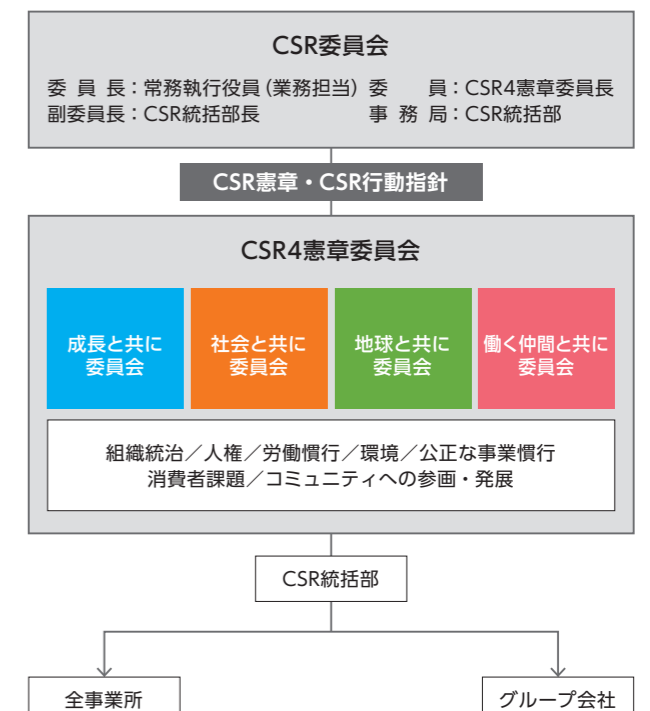 CSR委員会
委員長：常務執行役員（業務担当） 委員：CSR4憲章委員長
副委員長：CSR統括部長 事務局：CSR統括部
CSR憲章・CSR行動指針
CSR4憲章委員会
成長と共に
委員会
社会と共に
委員会
地球と共に
委員会
働く仲間と共に
委員会
組織統治／人権／労働慣行／環境／公正な事業慣行
消費者課題／コミュニティへの参画・発展
CSR統括部
全事業所
グループ会社